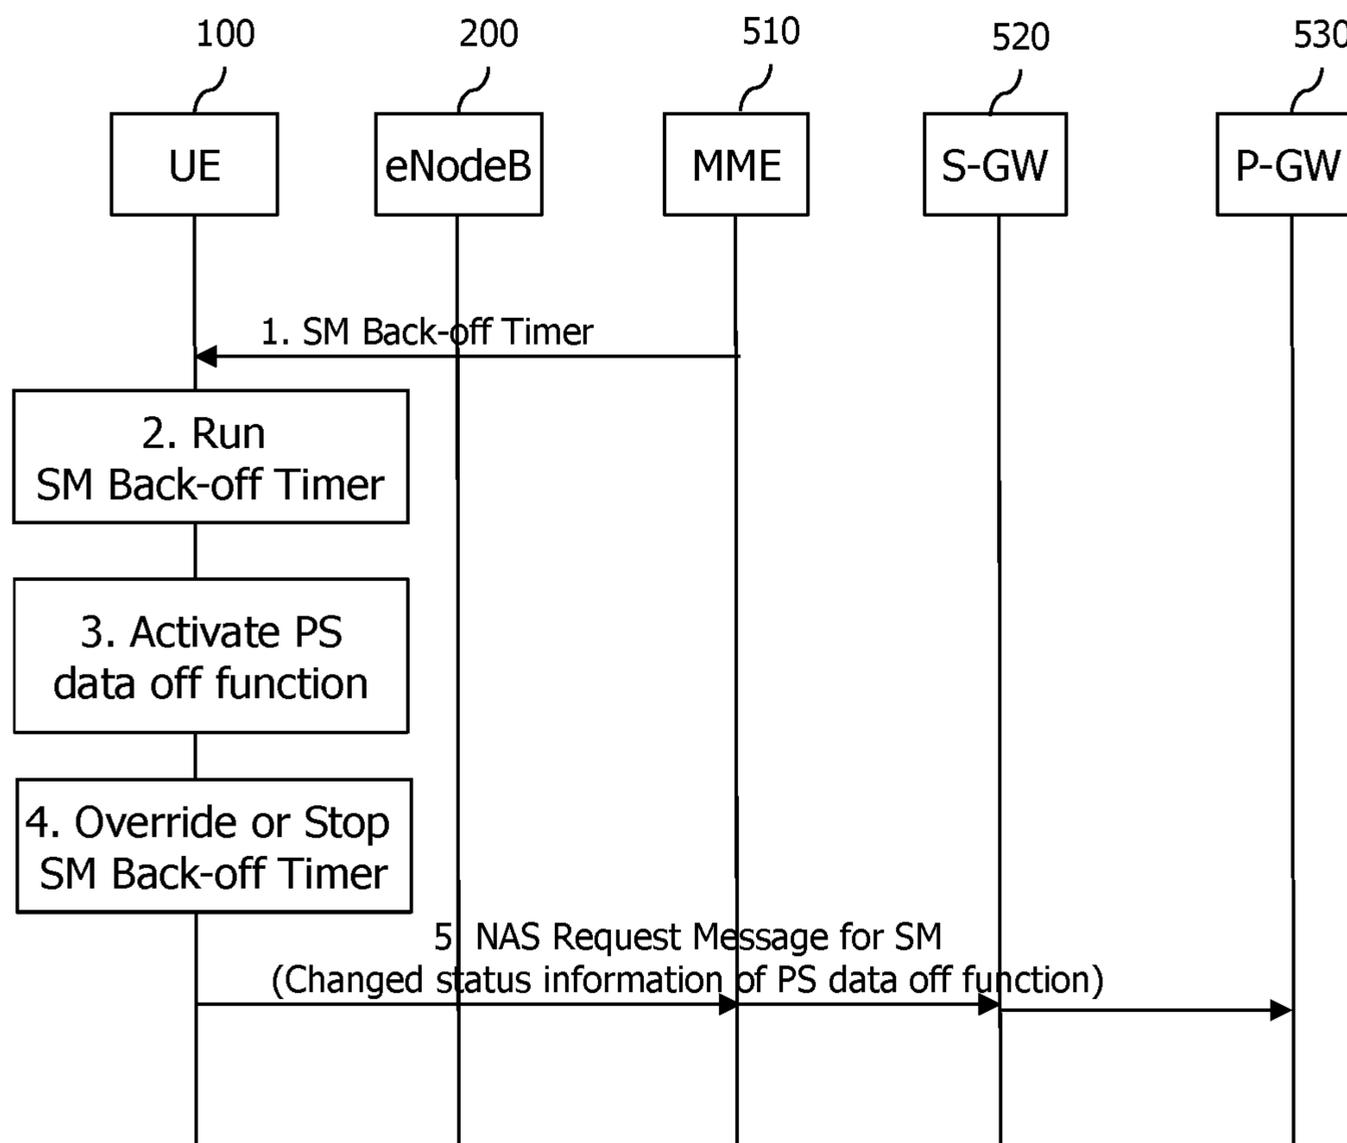 100 200 510 520 530
UE eNodeB MME S-GW P-GW
1. SM Back-off Timer
2. Run
SM Back-off Timer
3. Activate PS
data off function
4. Override or Stop
SM Back-off Timer
5. NAS Request Message for SM
(Changed status information of PS data off function)